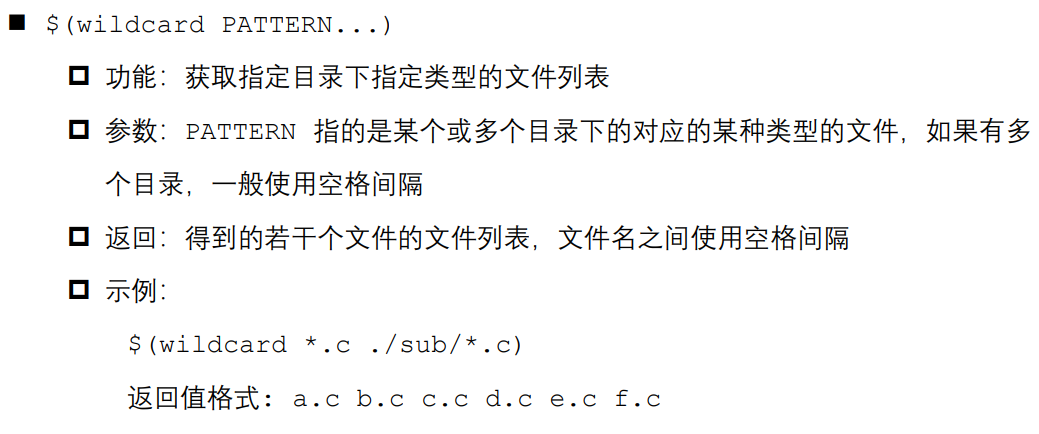 $(wildcard PATTERN...)
功能：获取指定目录下指定类型的文件列表
参数：PATTERN 指的是某个或多个目录下的对应的某种类型的文件，如果有多
个目录，一般使用空格间隔
返回：得到的若干个文件的文件列表，文件名之间使用空格间隔
示例：
$(wildcard *.c ./sub/*.c)
返回值格式：a.c b.c c.c d.c e.c f.c